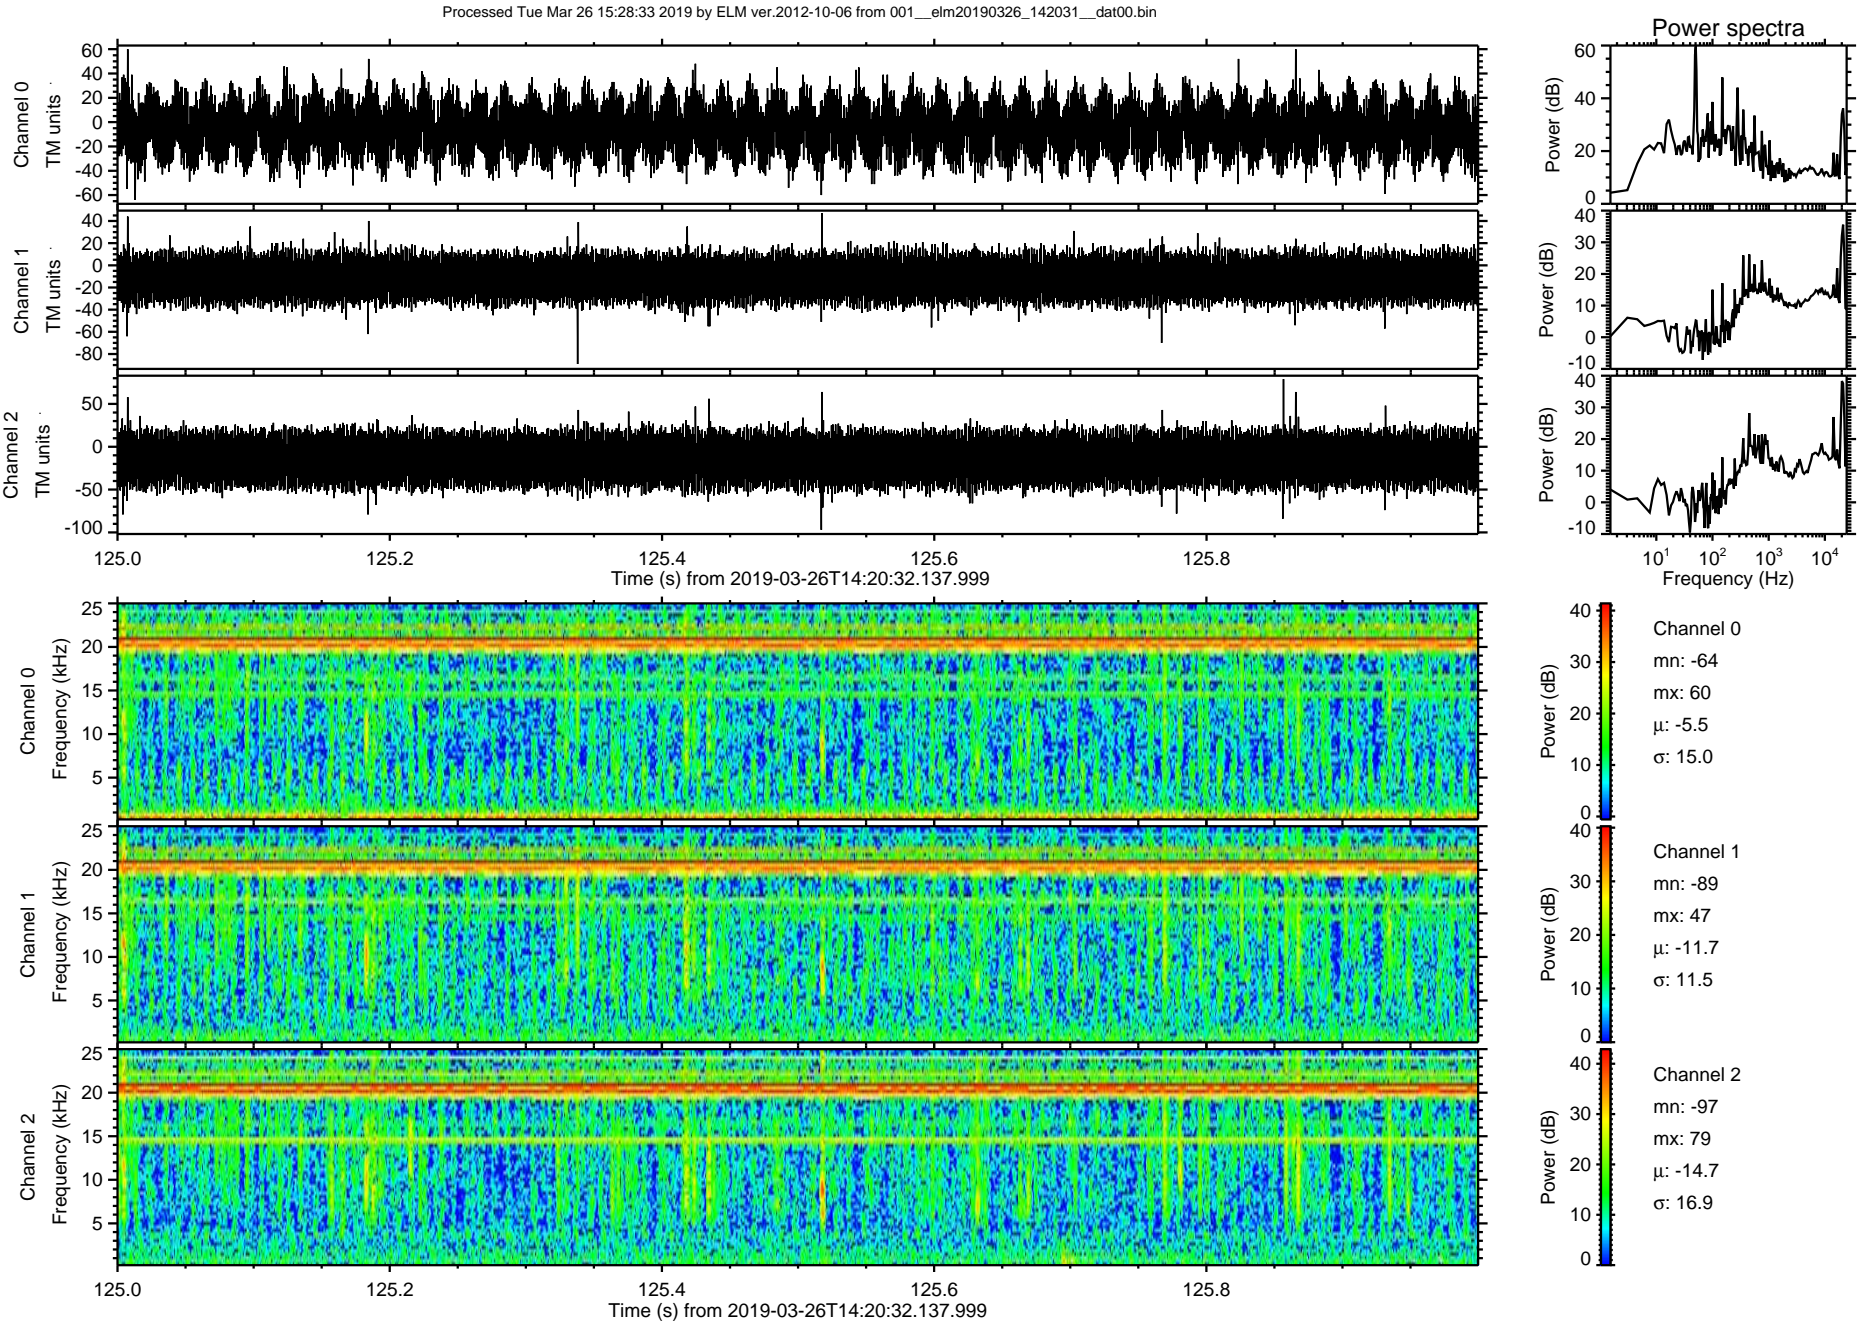 Processed Tue Mar 26 15:28:33 2019 by ELM ver.2012-10-06 from 001__elm20190326_142031__dat00.bin
Power spectra
Channel 0
TM units
60
40
20
0
-20
-40
-60
Power (dB)
60
40
20
0
Channel 1
TM units
40
20
0
-20
-40
-60
-80
Power (dB)
40
30
20
10
0
-10
Channel 2
TM units
50
0
-50
-100
Power (dB)
40
30
20
10
0
-10
125.0 125.2 125.4 125.6 125.8
Time (s) from 2019-03-26T14:20:32.137.999
10¹ 10² 10³ 10⁴
Frequency (Hz)
Channel 0
Frequency (kHz)
25
20
15
10
5
Power (dB)
40
30
20
10
0
Channel 0
mn: -64
mx: 60
μ: -5.5
σ: 15.0
Channel 1
Frequency (kHz)
25
20
15
10
5
Power (dB)
40
30
20
10
0
Channel 1
mn: -89
mx: 47
μ: -11.7
σ: 11.5
Channel 2
Frequency (kHz)
25
20
15
10
5
Power (dB)
40
30
20
10
0
Channel 2
mn: -97
mx: 79
μ: -14.7
σ: 16.9
125.0 125.2 125.4 125.6 125.8
Time (s) from 2019-03-26T14:20:32.137.999